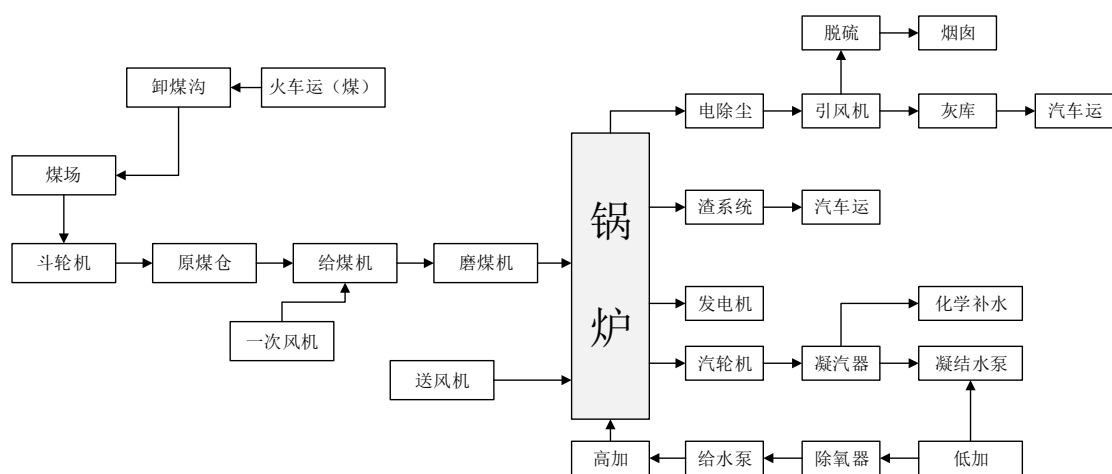 脱硫
烟囱
卸煤沟
火车运（煤）
电除尘
引风机
灰库
汽车运
煤场
锅
炉
渣系统
汽车运
斗轮机
原煤仓
给煤机
磨煤机
发电机
化学补水
一次风机
汽轮机
凝汽器
凝结水泵
送风机
高加
给水泵
除氧器
低加